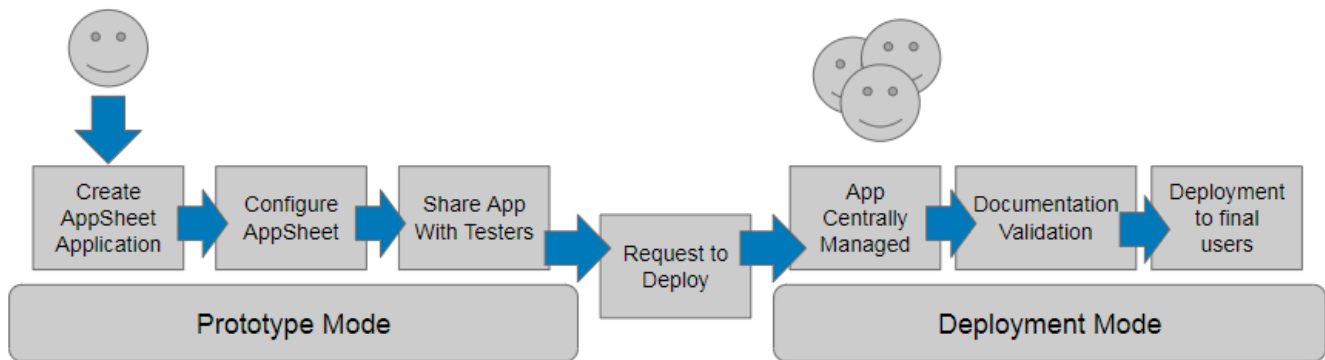 Create
AppSheet
Application
Configure
AppSheet
Share App
With Testers
Request to
Deploy
App
Centrally
Managed
Documentation
Validation
Deployment
to final
users
Prototype Mode
Deployment Mode